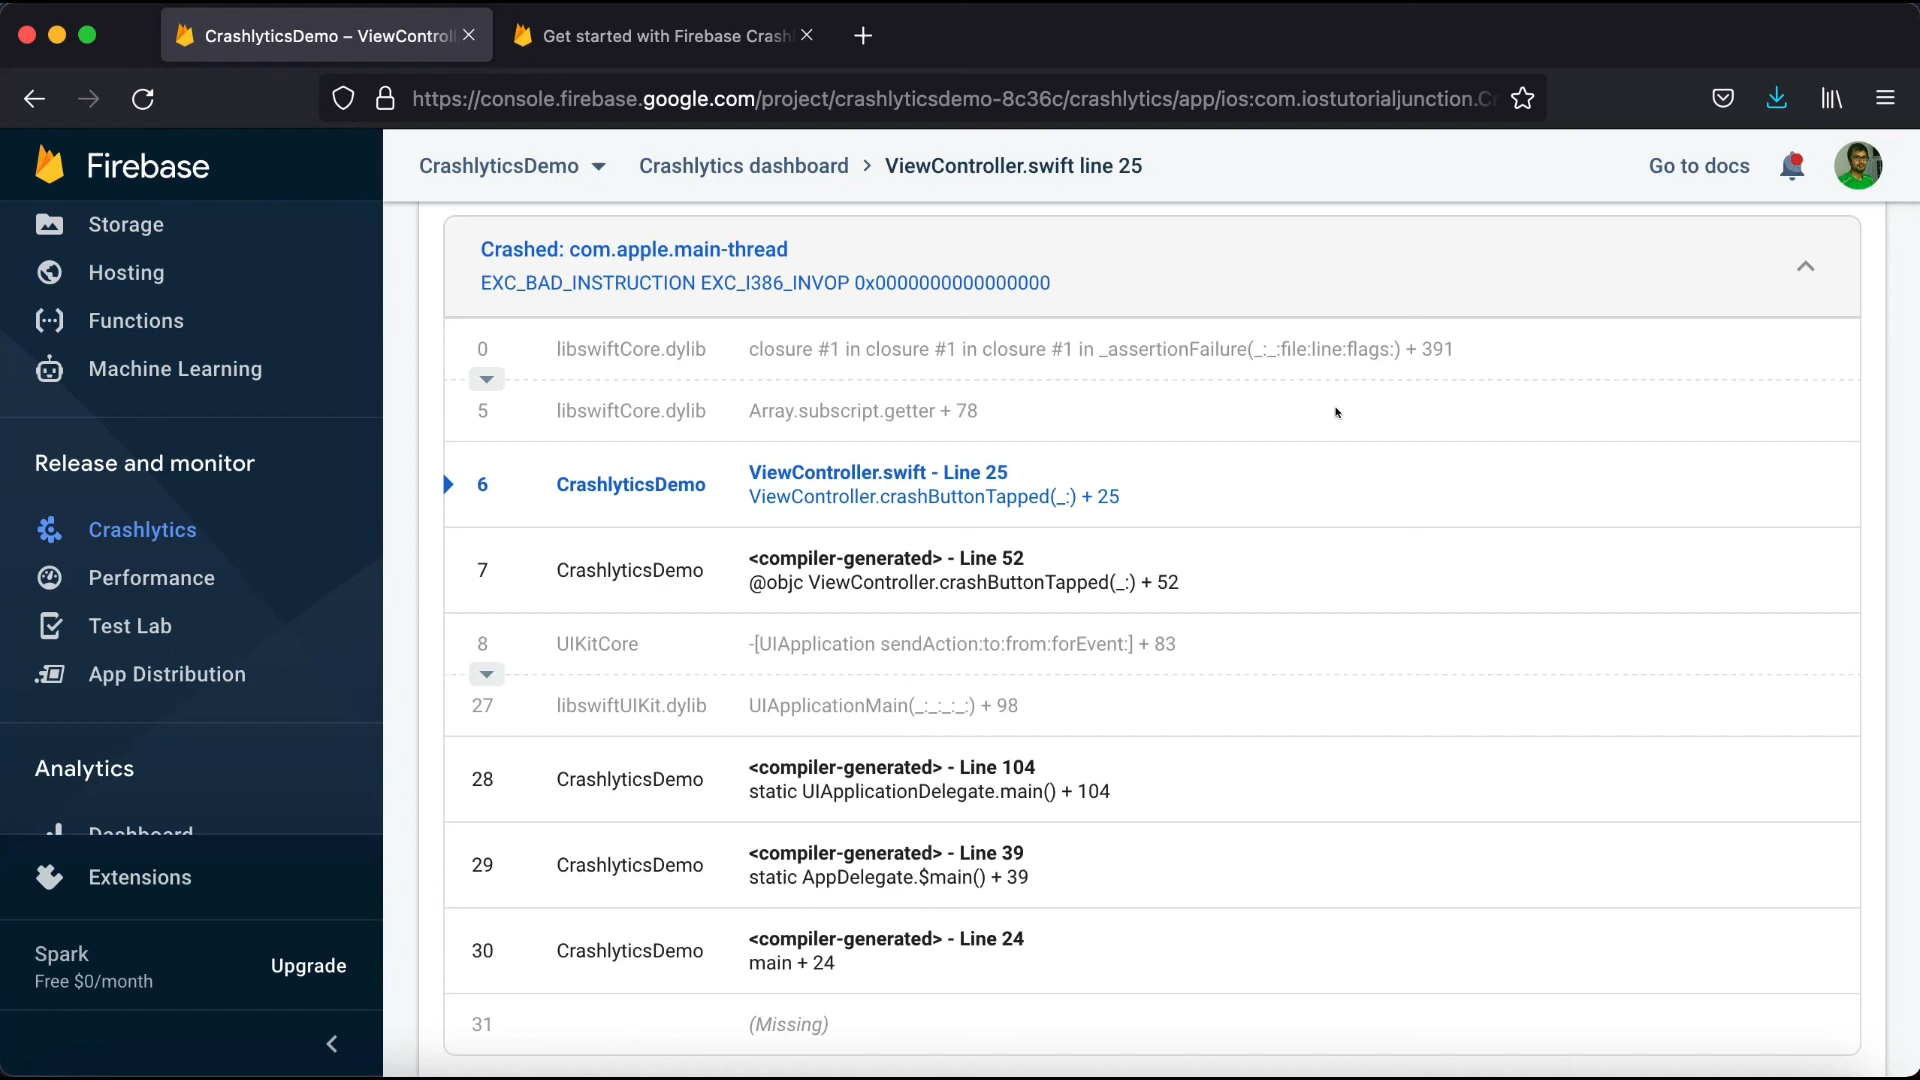 CrashlyticsDemo – ViewControll
Get started with Firebase Crash
https://console.firebase.google.com/project/crashlyticsdemo-8c36c/crashlytics/app/ios:com.iostutorialjunction.Cr
Firebase
CrashlyticsDemo
Crashlytics dashboard > ViewController.swift line 25
Go to docs
Storage
Hosting
Functions
Machine Learning
Release and monitor
Crashlytics
Performance
Test Lab
App Distribution
Analytics
Dashboard
Extensions
Spark
Free $0/month
Upgrade
Crashed: com.apple.main-thread
EXC_BAD_INSTRUCTION EXC_I386_INVOP 0x0000000000000000
0 libswiftCore.dylib closure #1 in closure #1 in closure #1 in _assertionFailure(_:_:file:line:flags:) + 391
5 libswiftCore.dylib Array.subscript.getter + 78
6 CrashlyticsDemo ViewController.swift - Line 25
ViewController.crashButtonTapped(_:) + 25
7 CrashlyticsDemo <compiler-generated> - Line 52
@objc ViewController.crashButtonTapped(_:) + 52
8 UIKitCore -[UIApplication sendAction:to:from:forEvent:] + 83
27 libswiftUIKit.dylib UIApplicationMain(_:_:_:_:) + 98
28 CrashlyticsDemo <compiler-generated> - Line 104
static UIApplicationDelegate.main() + 104
29 CrashlyticsDemo <compiler-generated> - Line 39
static AppDelegate.$main() + 39
30 CrashlyticsDemo <compiler-generated> - Line 24
main + 24
31 (Missing)